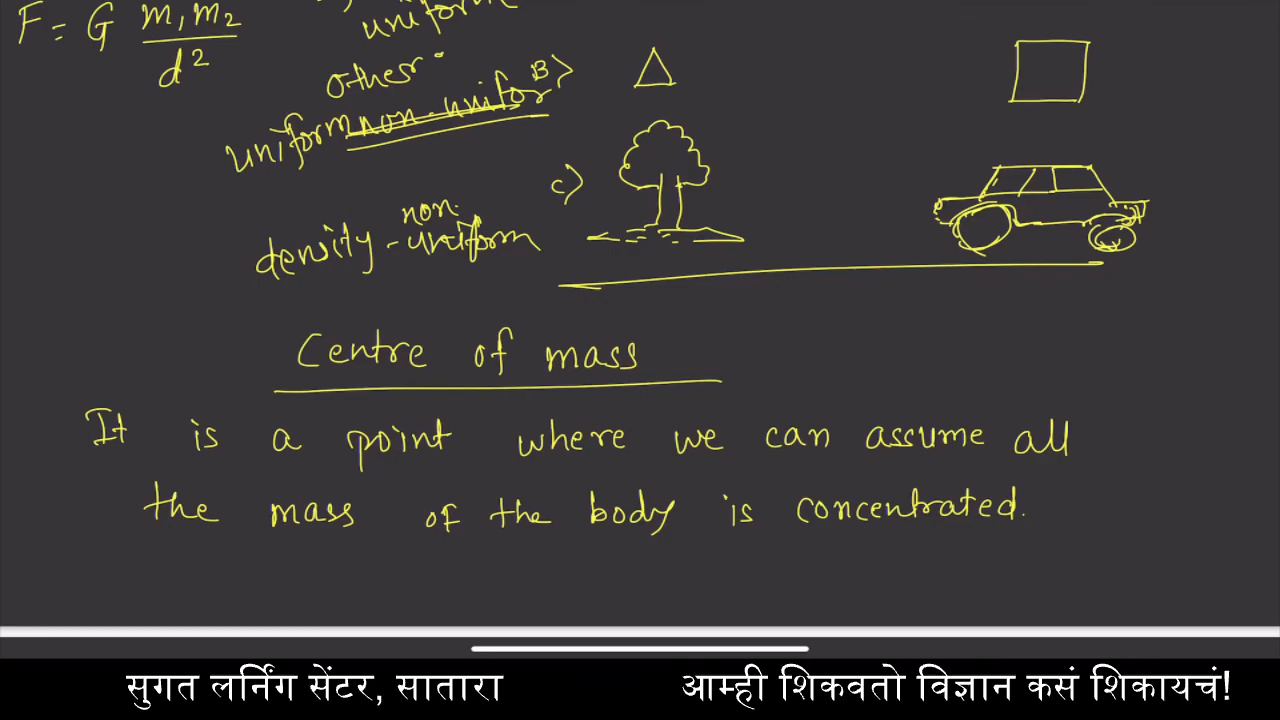 F = G m₁m₂ / d²
uniform
other
B>
uniform non-unifor
c)
non.
density - uniform
Centre of mass
It is a point where we can assume all
the mass of the body is concentrated.
सुगत लर्निंग सेंटर, सातारा
आम्ही शिकवतो विज्ञान कसं शिकायचं!